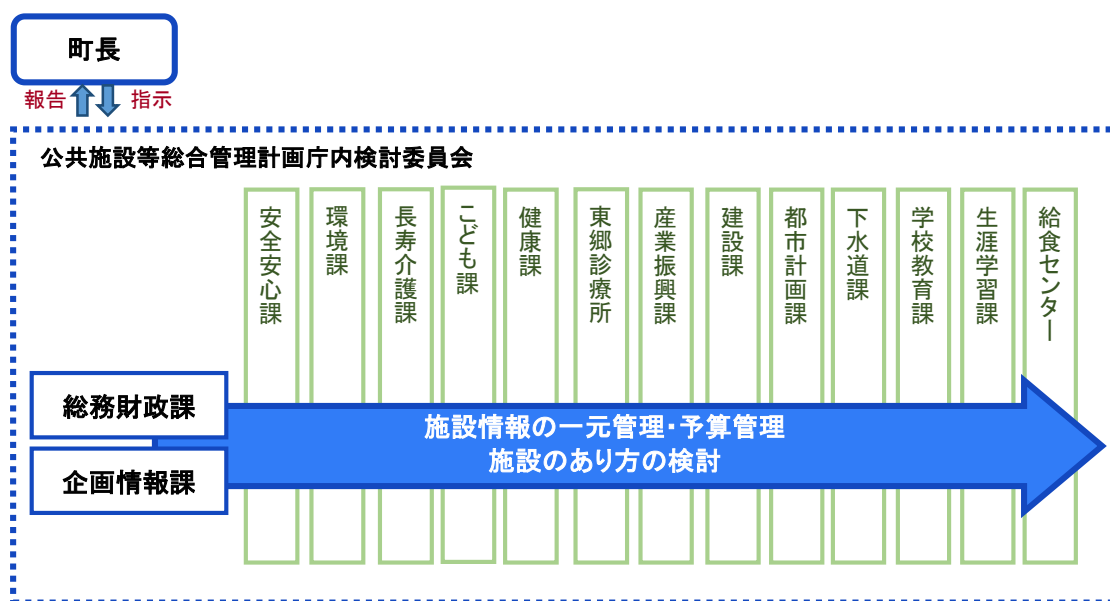 町長
報告 指示
公共施設等総合管理計画庁内検討委員会
安全安心課
環境課
長寿介護課
こども課
健康課
東郷診療所
産業振興課
建設課
都市計画課
下水道課
学校教育課
生涯学習課
給食センター
総務財政課
企画情報課
施設情報の一元管理・予算管理
施設のあり方の検討